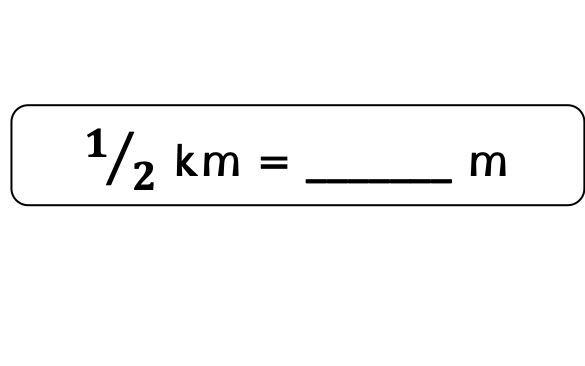 1/2 km = ______ m